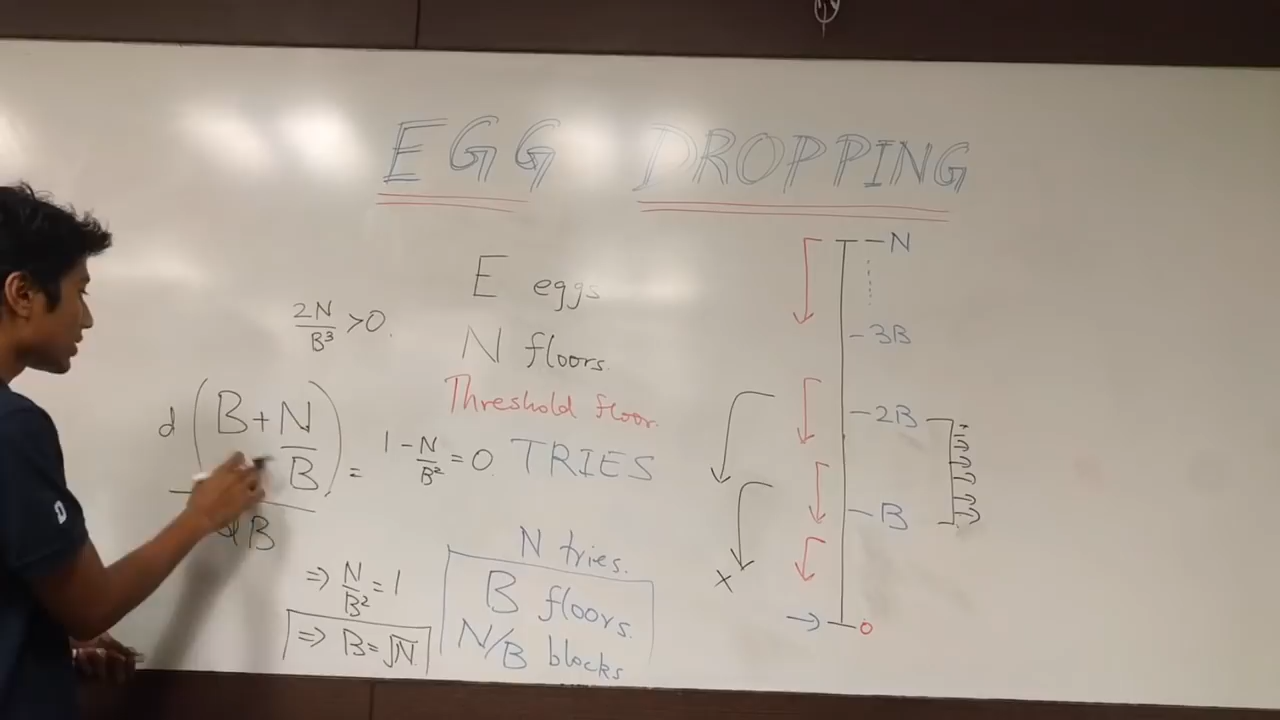 EGG DROPPING
E eggs
N floors.
Threshold floor.
TRIES
2N/B³ > 0.
d(B + N/B) / dB = 1 - N/B² = 0
⇒ N/B² = 1
⇒ B = √N
N tries.
B floors.
N/B blocks
N
3B
2B
B
0
x